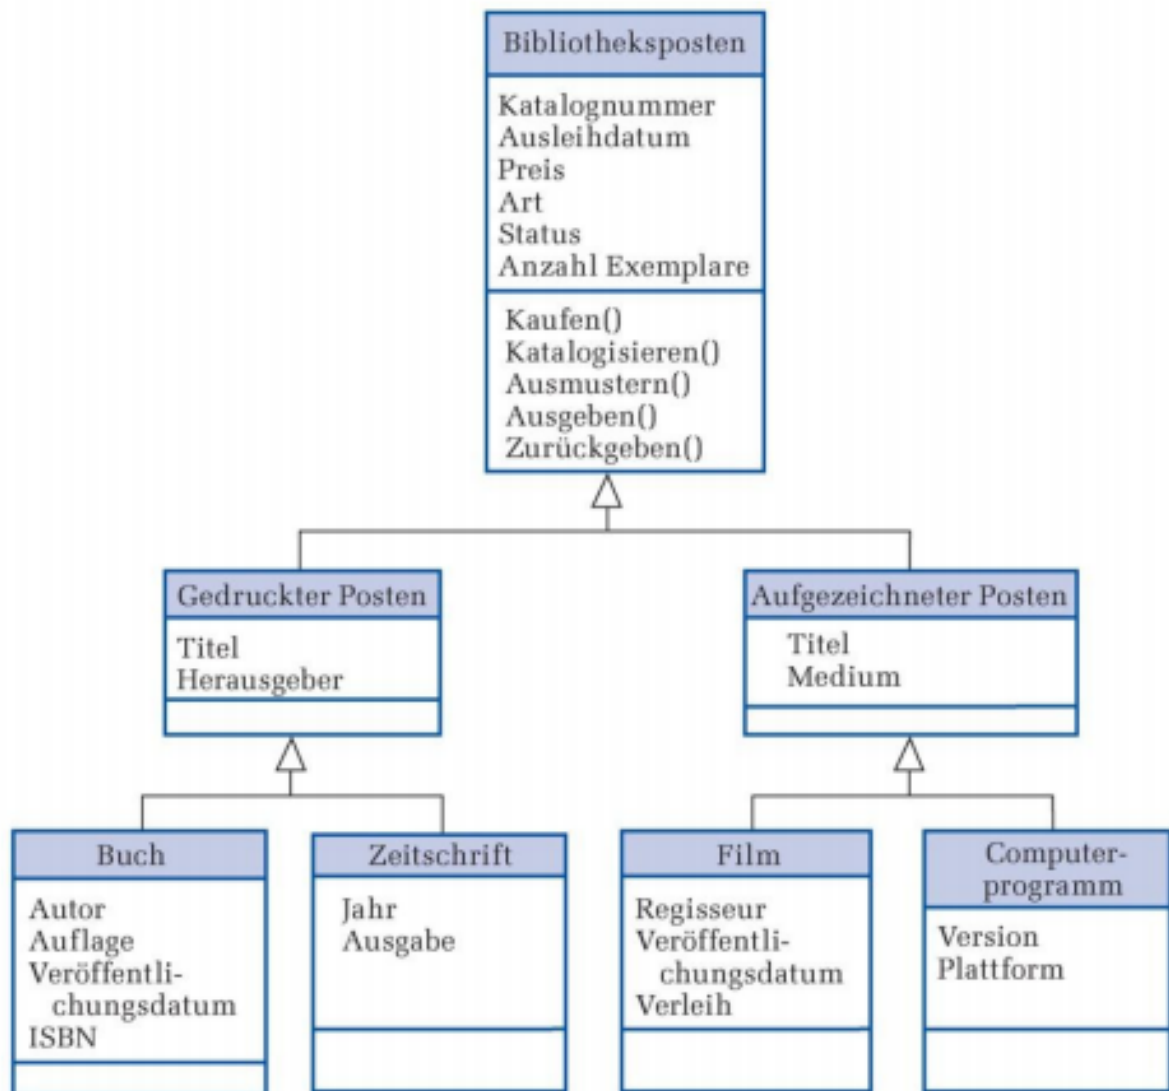 Bibliotheksposten
Katalognummer
Ausleihdatum
Preis
Art
Status
Anzahl Exemplare
Kaufen()
Katalogisieren()
Ausmustern()
Ausgeben()
Zurückgeben()
Gedruckter Posten
Titel
Herausgeber
Aufgezeichneter Posten
Titel
Medium
Buch
Autor
Auflage
Veröffentli-
chungsdatum
ISBN
Zeitschrift
Jahr
Ausgabe
Film
Regisseur
Veröffentli-
chungsdatum
Verleih
Computer-
programm
Version
Plattform